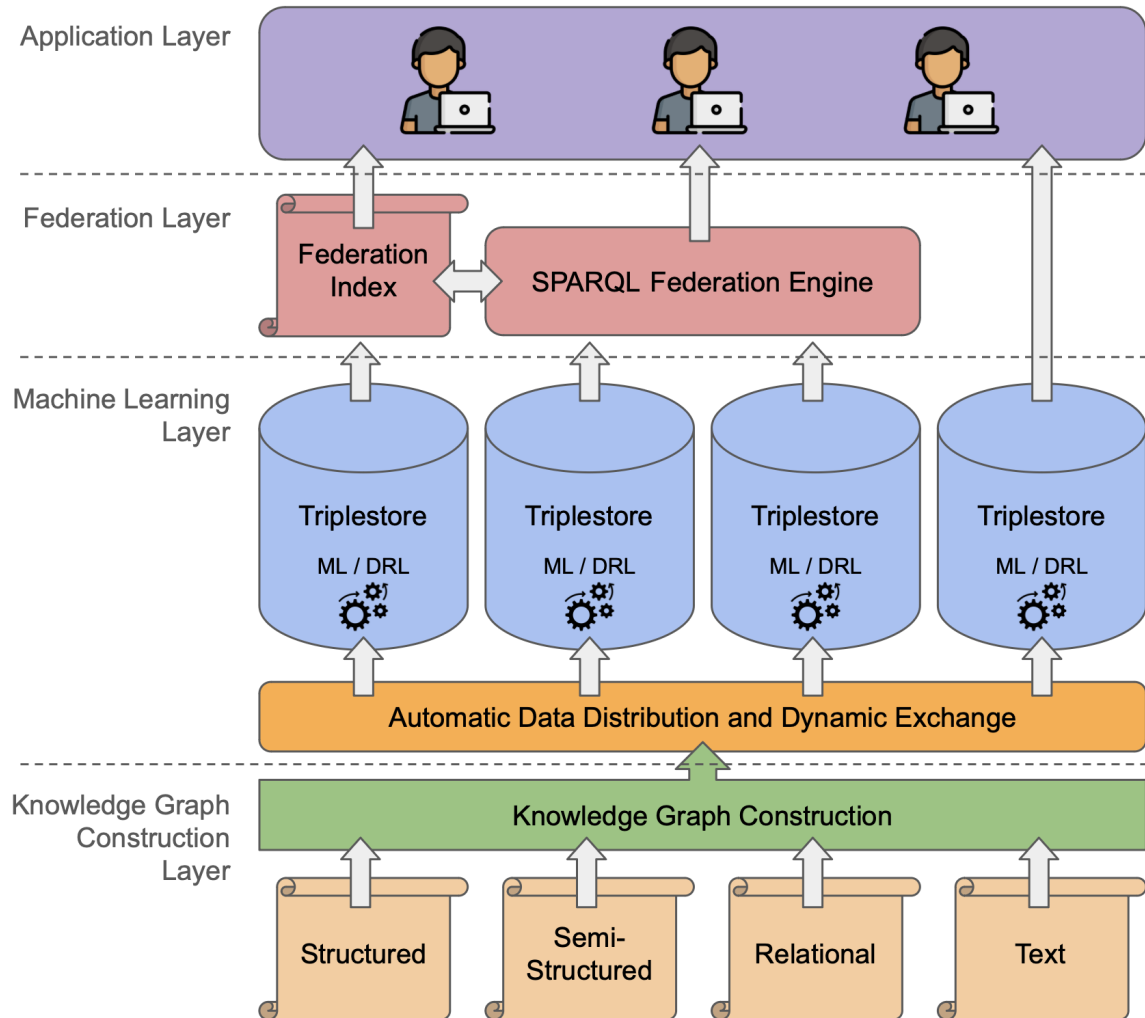 Application Layer
Federation Layer
Federation
Index
SPARQL Federation Engine
Machine Learning
Layer
Triplestore
ML / DRL
Triplestore
ML / DRL
Triplestore
ML / DRL
Triplestore
ML / DRL
Automatic Data Distribution and Dynamic Exchange
Knowledge Graph
Construction
Layer
Knowledge Graph Construction
Structured
Semi-
Structured
Relational
Text